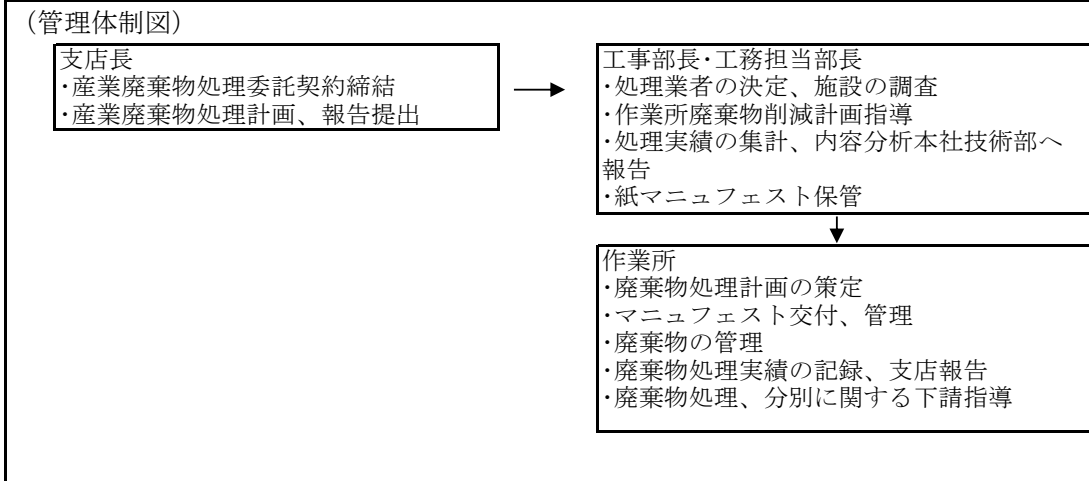 （管理体制図）
支店長
・産業廃棄物処理委託契約締結
・産業廃棄物処理計画、報告提出
工事部長・工務担当部長
・処理業者の決定、施設の調査
・作業所廃棄物削減計画指導
・処理実績の集計、内容分析本社技術部へ
報告
・紙マニュフェスト保管
作業所
・廃棄物処理計画の策定
・マニュフェスト交付、管理
・廃棄物の管理
・廃棄物処理実績の記録、支店報告
・廃棄物処理、分別に関する下請指導